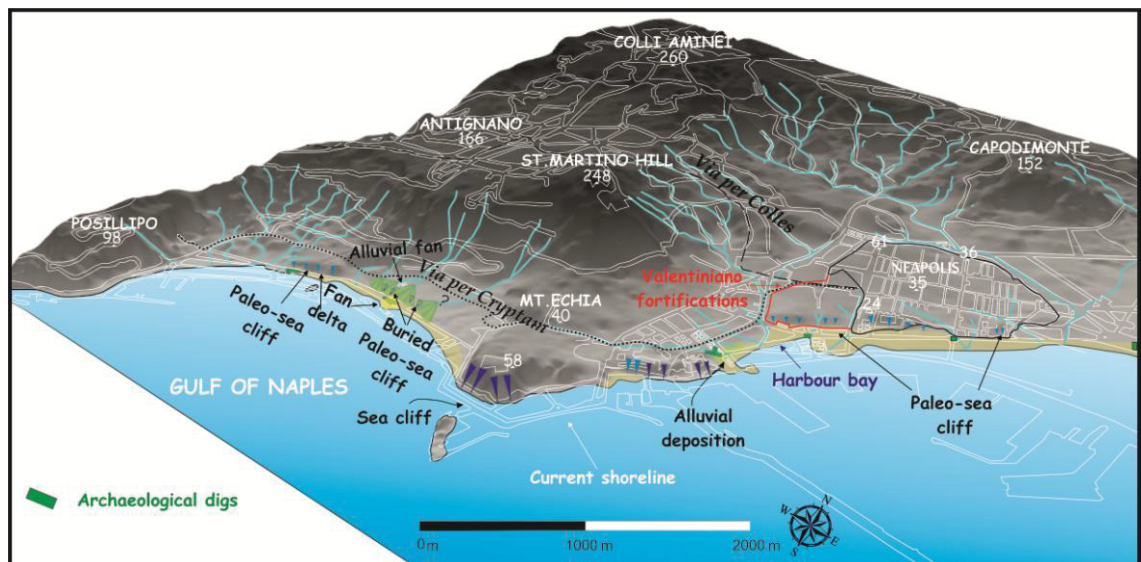 COLLI AMINEI
260
ANTIGNANO
166
ST.MARTINO HILL
248
CAPODIMONTE
152
Via per Colles
POSILLIPO
98
Alluvial fan
Via per Cryptam
?
Valentiniano
fortifications
61
36
NEAPOLIS
35
24
MT.ECHIA
40
58
Paleo-sea
cliff
Fan
delta
Buried
Paleo-sea
cliff
GULF OF NAPLES
Sea cliff
Harbour bay
Alluvial
deposition
Paleo-sea
cliff
Current shoreline
Archaeological digs
0m
1000 m
2000 m
N
W
E
S